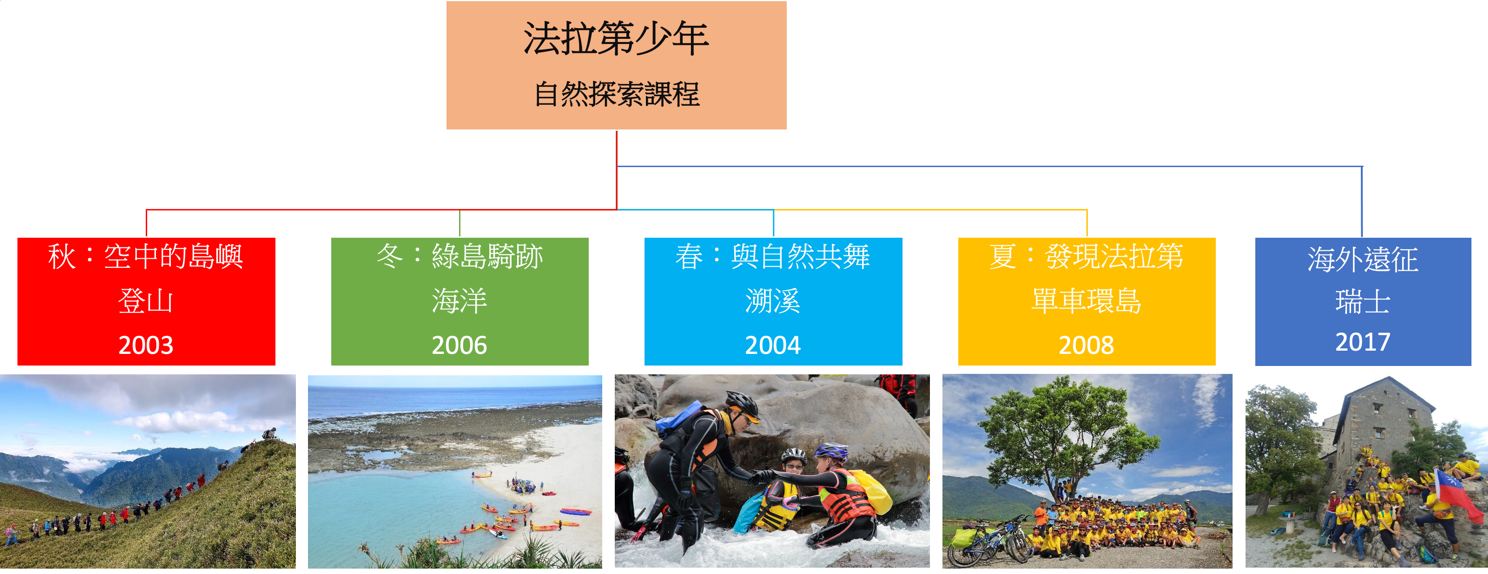 法拉第少年
自然探索課程
秋：空中的島嶼
登山
2003
冬：綠島騎跡
海洋
2006
春：與自然共舞
溯溪
2004
夏：發現法拉第
單車環島
2008
海外遠征
瑞士
2017